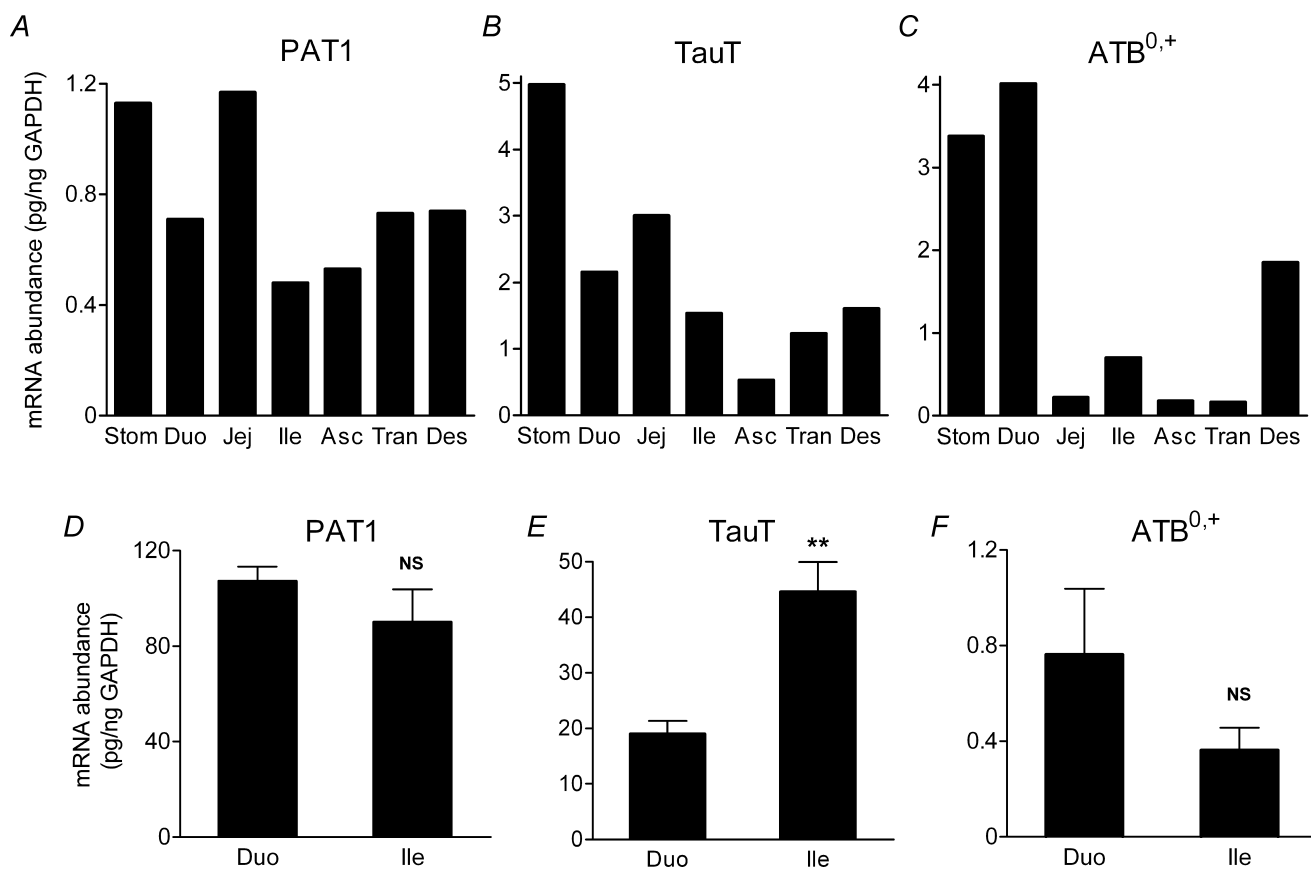 A
PAT1
mRNA abundance (pg/ng GAPDH)
1.2
0.8
0.4
0
Stom Duo Jej Ile Asc Tran Des
B
TauT
5
4
3
2
1
0
Stom Duo Jej Ile Asc Tran Des
C
ATB0,+
4
3
2
1
0
Stom Duo Jej Ile Asc Tran Des
D
PAT1
mRNA abundance
(pg/ng GAPDH)
120
80
40
0
NS
Duo Ile
E
TauT
50
40
30
20
10
0
**
Duo Ile
F
ATB0,+
1.2
0.8
0.4
0
NS
Duo Ile